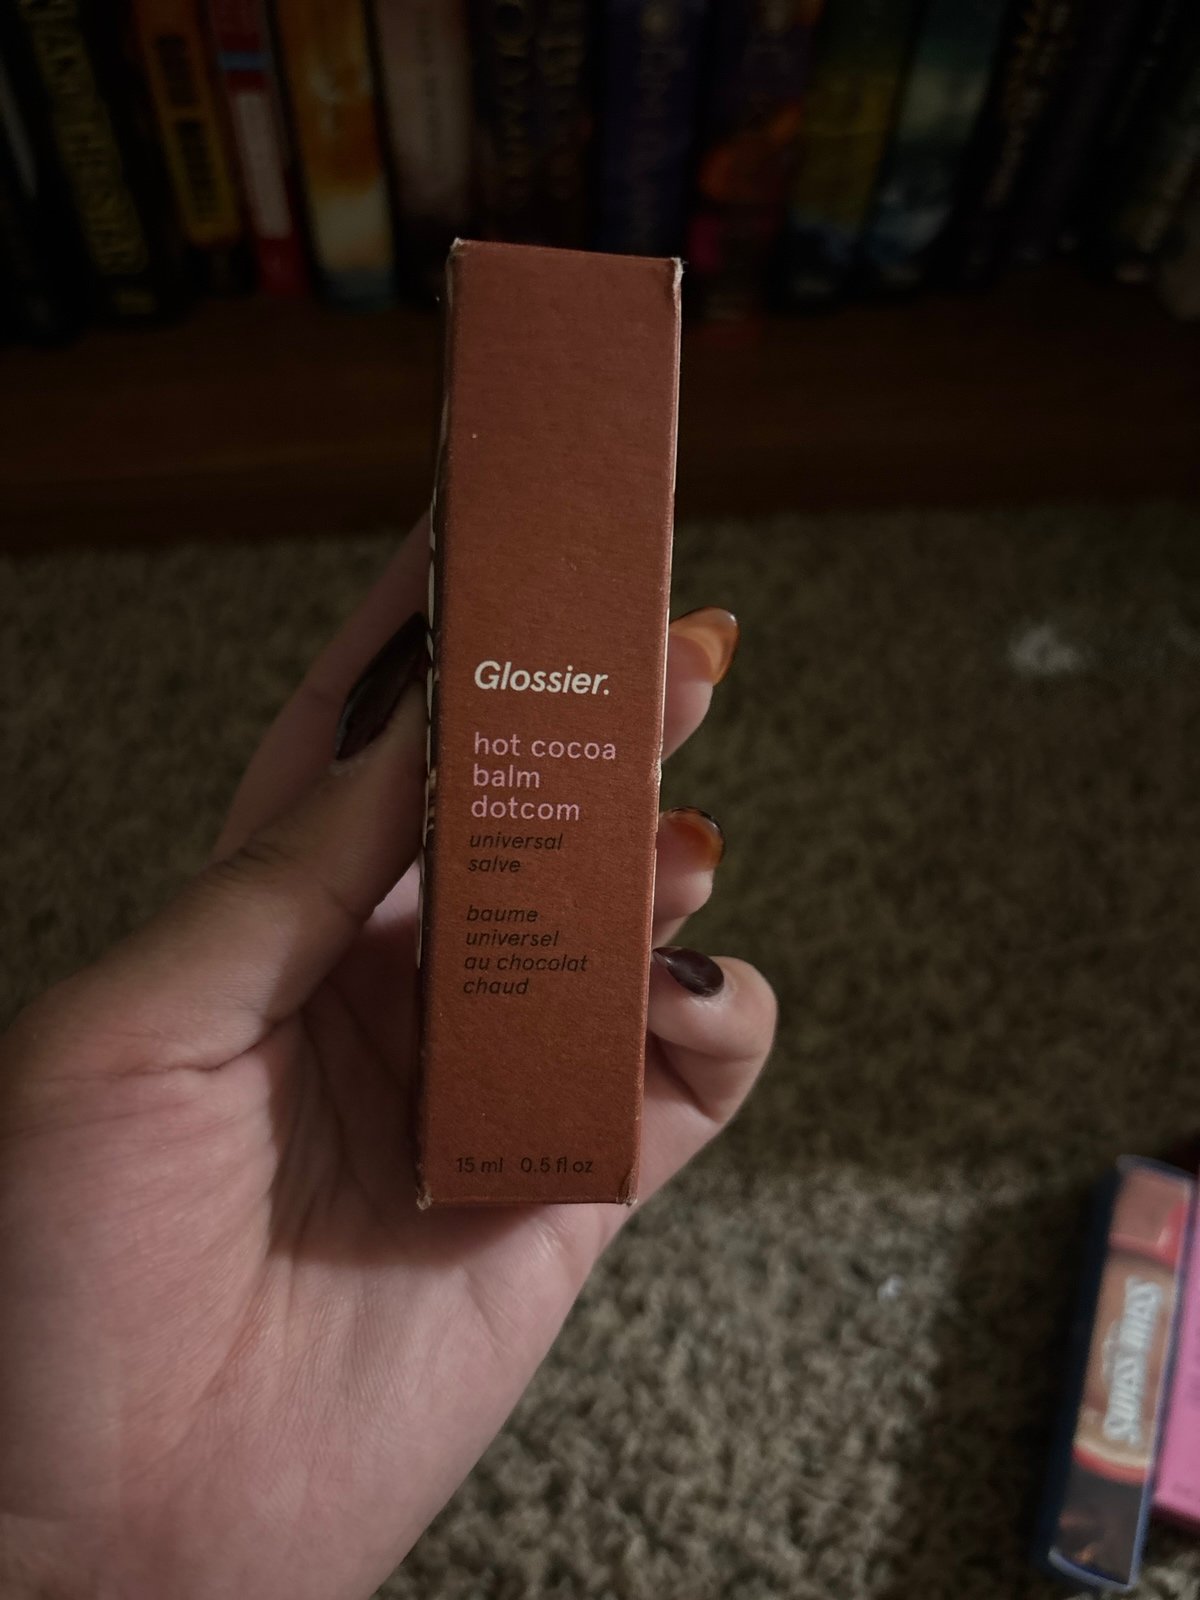 Glossier.
hot cocoa
balm
dotcom
universal
salve
baume
universel
au chocolat
chaud
15 ml 0.5 fl oz
Swiss Miss